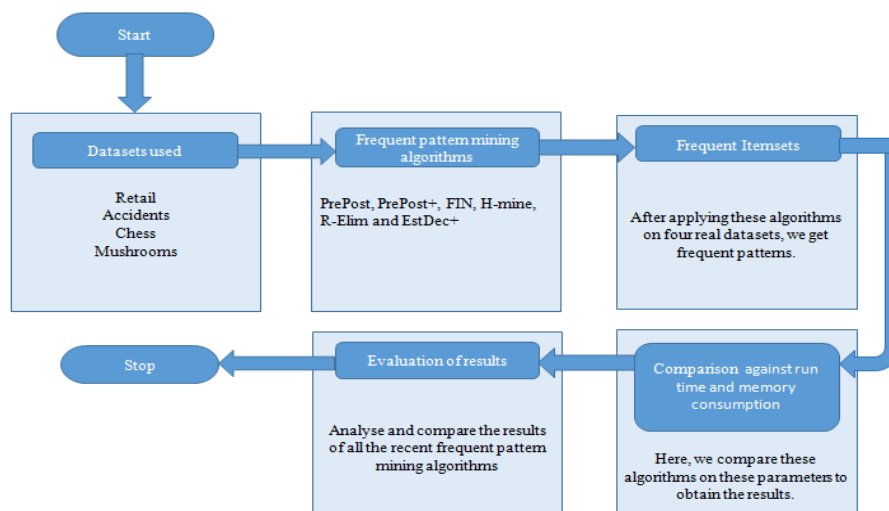 Start
Datasets used
Retail
Accidents
Chess
Mushrooms
Frequent pattern mining
algorithms
PrePost, PrePost+, FIN, H-mine,
R-Elim and EstDec+
Frequent Itemsets
After applying these algorithms
on four real datasets, we get
frequent patterns.
Comparison against run
time and memory
consumption
Here, we compare these
algorithms on these parameters to
obtain the results.
Evaluation of results
Analyse and compare the results
of all the recent frequent pattern
mining algorithms
Stop